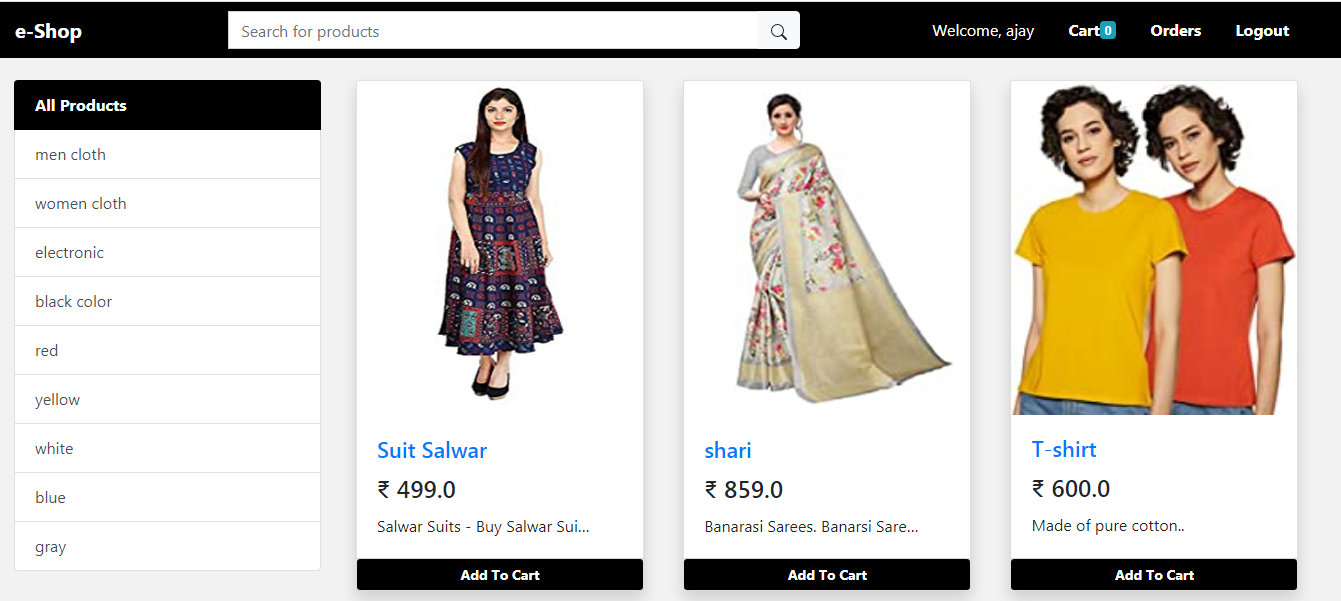 e-Shop
Search for products
Welcome, ajay
Cart 0
Orders
Logout
All Products
men cloth
women cloth
electronic
black color
red
yellow
white
blue
gray
Suit Salwar
₹ 499.0
Salwar Suits - Buy Salwar Sui...
Add To Cart
shari
₹ 859.0
Banarasi Sarees. Banarsi Sare...
Add To Cart
T-shirt
₹ 600.0
Made of pure cotton..
Add To Cart